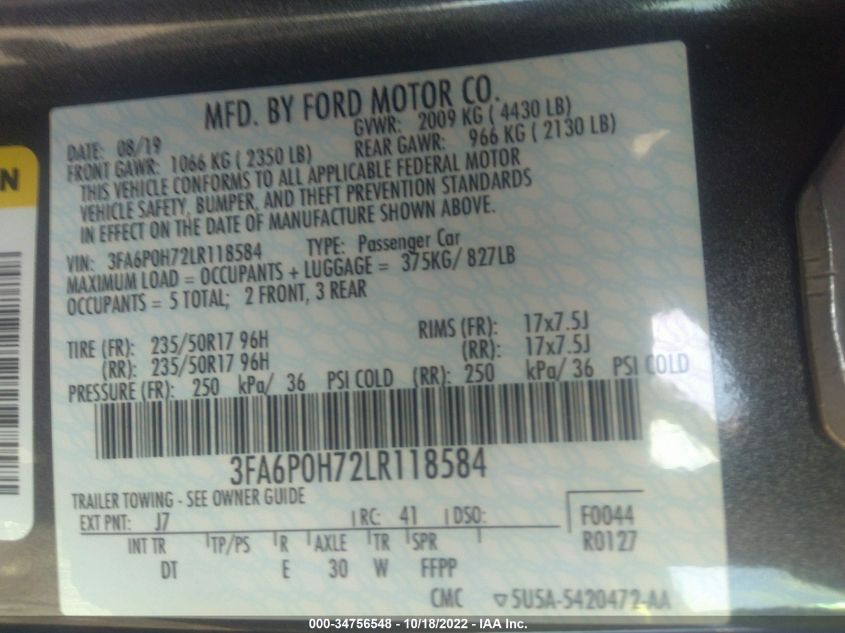 MFD. BY FORD MOTOR CO.
DATE: 08/19 GVWR: 2009 KG ( 4430 LB)
FRONT GAWR: 1066 KG ( 2350 LB) REAR GAWR: 966 KG ( 2130 LB)
THIS VEHICLE CONFORMS TO ALL APPLICABLE FEDERAL MOTOR
VEHICLE SAFETY, BUMPER, AND THEFT PREVENTION STANDARDS
IN EFFECT ON THE DATE OF MANUFACTURE SHOWN ABOVE.
VIN: 3FA6P0H72LR118584 TYPE: Passenger Car
MAXIMUM LOAD = OCCUPANTS + LUGGAGE = 375KG/ 827LB
OCCUPANTS = 5 TOTAL; 2 FRONT, 3 REAR
TIRE (FR): 235/50R17 96H RIMS (FR): 17x7.5J
(RR): 235/50R17 96H (RR): 17x7.5J
PRESSURE (FR): 250 kPa/ 36 PSI COLD (RR): 250 kPa/ 36 PSI COLD
3FA6P0H72LR118584
TRAILER TOWING - SEE OWNER GUIDE
EXT PNT: J7 RC: 41 DSO: F0044
INT TR TP/PS R AXLE TR SPR R0127
DT E 30 W FFPP
CMC ▽5U5A-5420472-AA
000-34756548 - 10/18/2022 - IAA Inc.